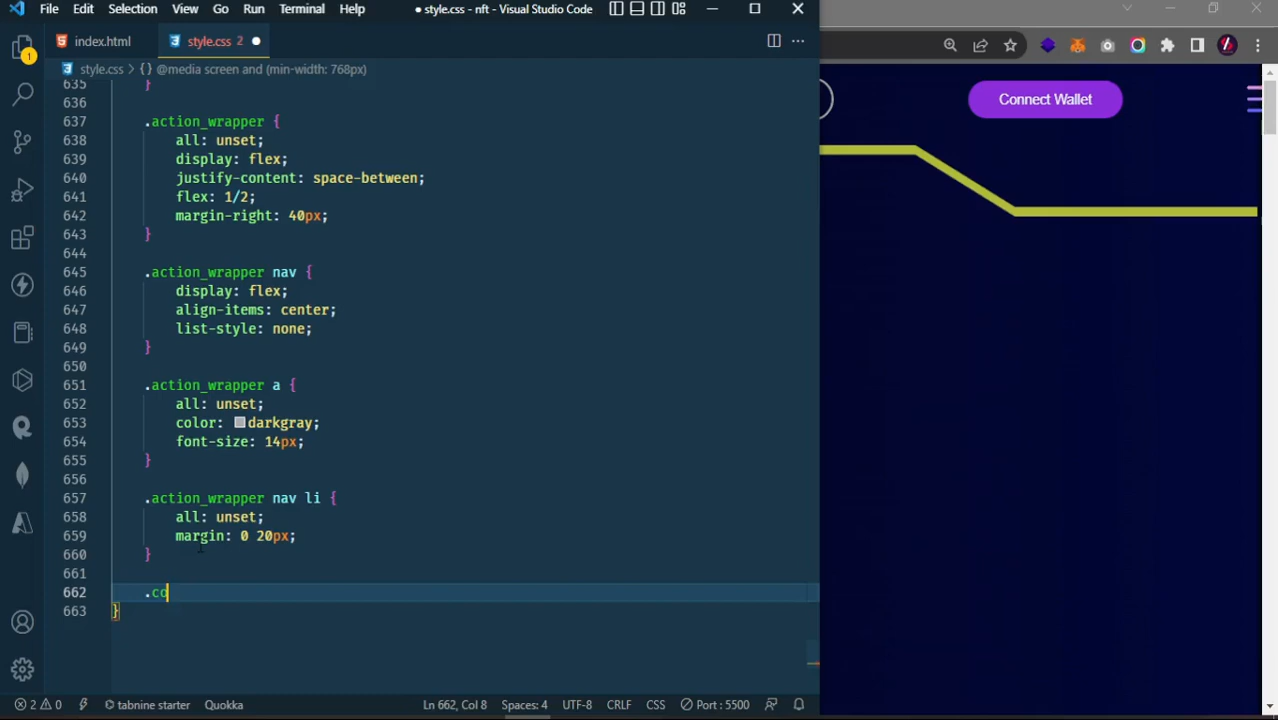 File Edit Selection View Go Run Terminal Help ● style.css - nft - Visual Studio Code
index.html style.css 2 ●
style.css > {} @media screen and (min-width: 768px)
Connect Wallet
635 }
636
637 .action_wrapper {
638 all: unset;
639 display: flex;
640 justify-content: space-between;
641 flex: 1/2;
642 margin-right: 40px;
643 }
644
645 .action_wrapper nav {
646 display: flex;
647 align-items: center;
648 list-style: none;
649 }
650
651 .action_wrapper a {
652 all: unset;
653 color: darkgray;
654 font-size: 14px;
655 }
656
657 .action_wrapper nav li {
658 all: unset;
659 margin: 0 20px;
660 }
661
662 .co
663 }
1
2 0 tabnine starter Quokka Ln 662, Col 8 Spaces: 4 UTF-8 CRLF CSS Port : 5500